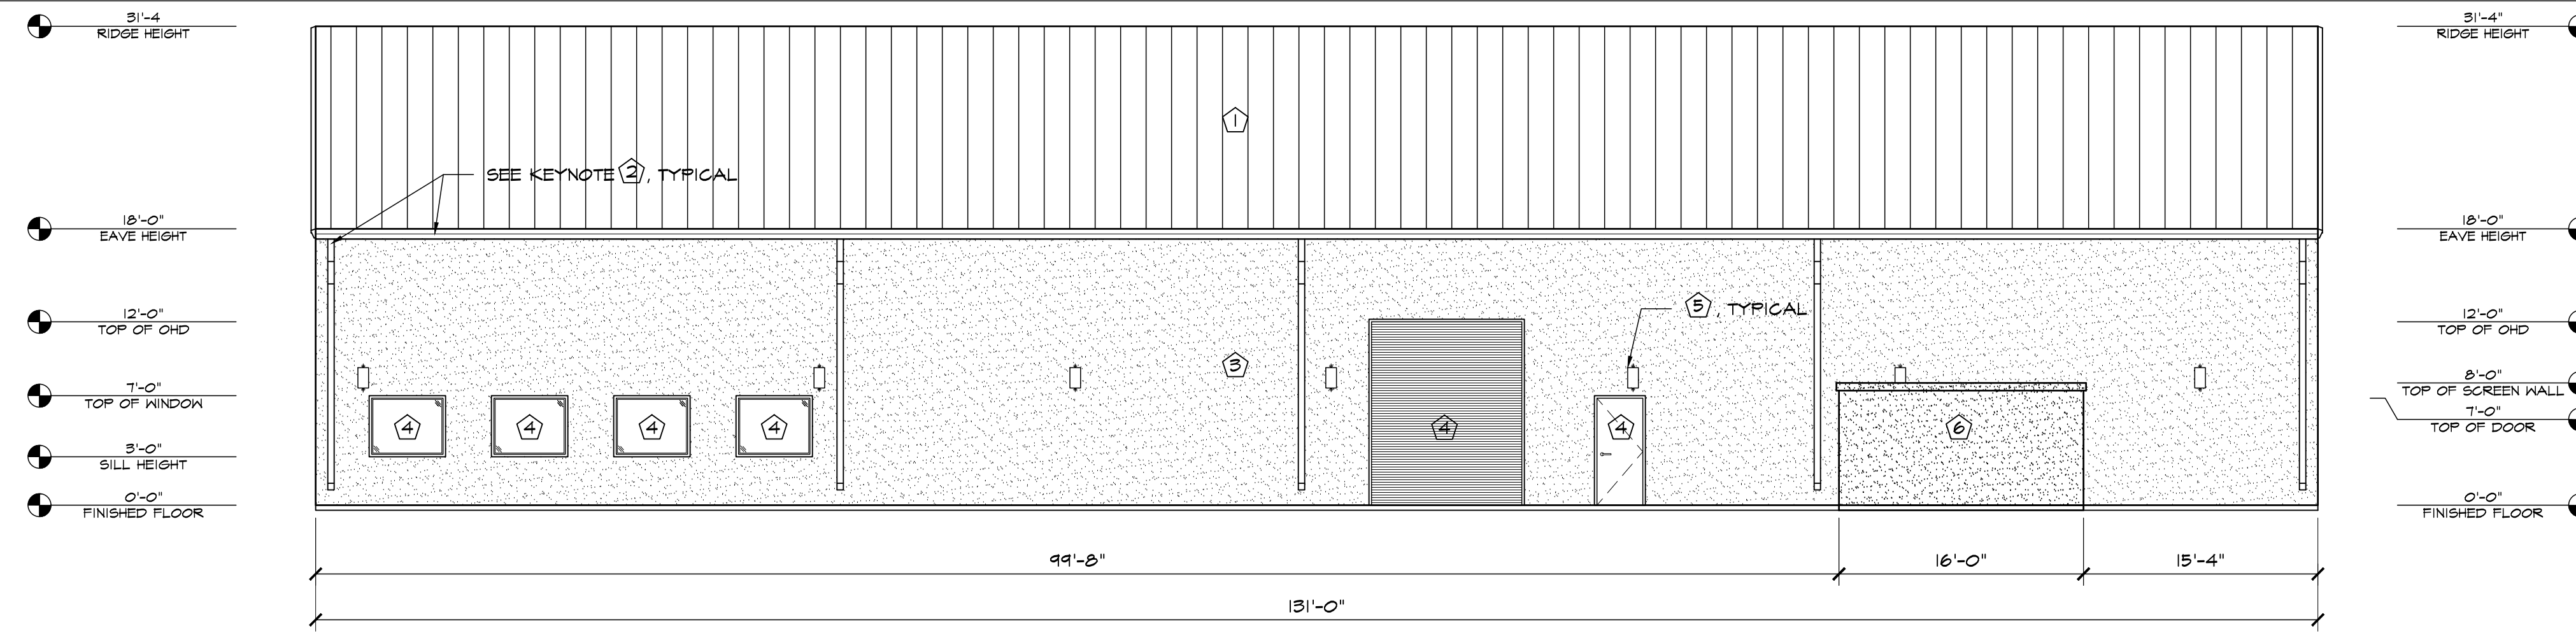 31'-4
RIDGE HEIGHT
18'-0"
EAVE HEIGHT
12'-0"
TOP OF OHD
7'-0"
TOP OF WINDOW
3'-0"
SILL HEIGHT
0'-0"
FINISHED FLOOR
1
SEE KEYNOTE 2, TYPICAL
5, TYPICAL
3
4
4
4
4
4
4
6
99'-8"
16'-0"
15'-4"
131'-0"
31'-4"
RIDGE HEIGHT
18'-0"
EAVE HEIGHT
12'-0"
TOP OF OHD
8'-0"
TOP OF SCREEN WALL
7'-0"
TOP OF DOOR
0'-0"
FINISHED FLOOR